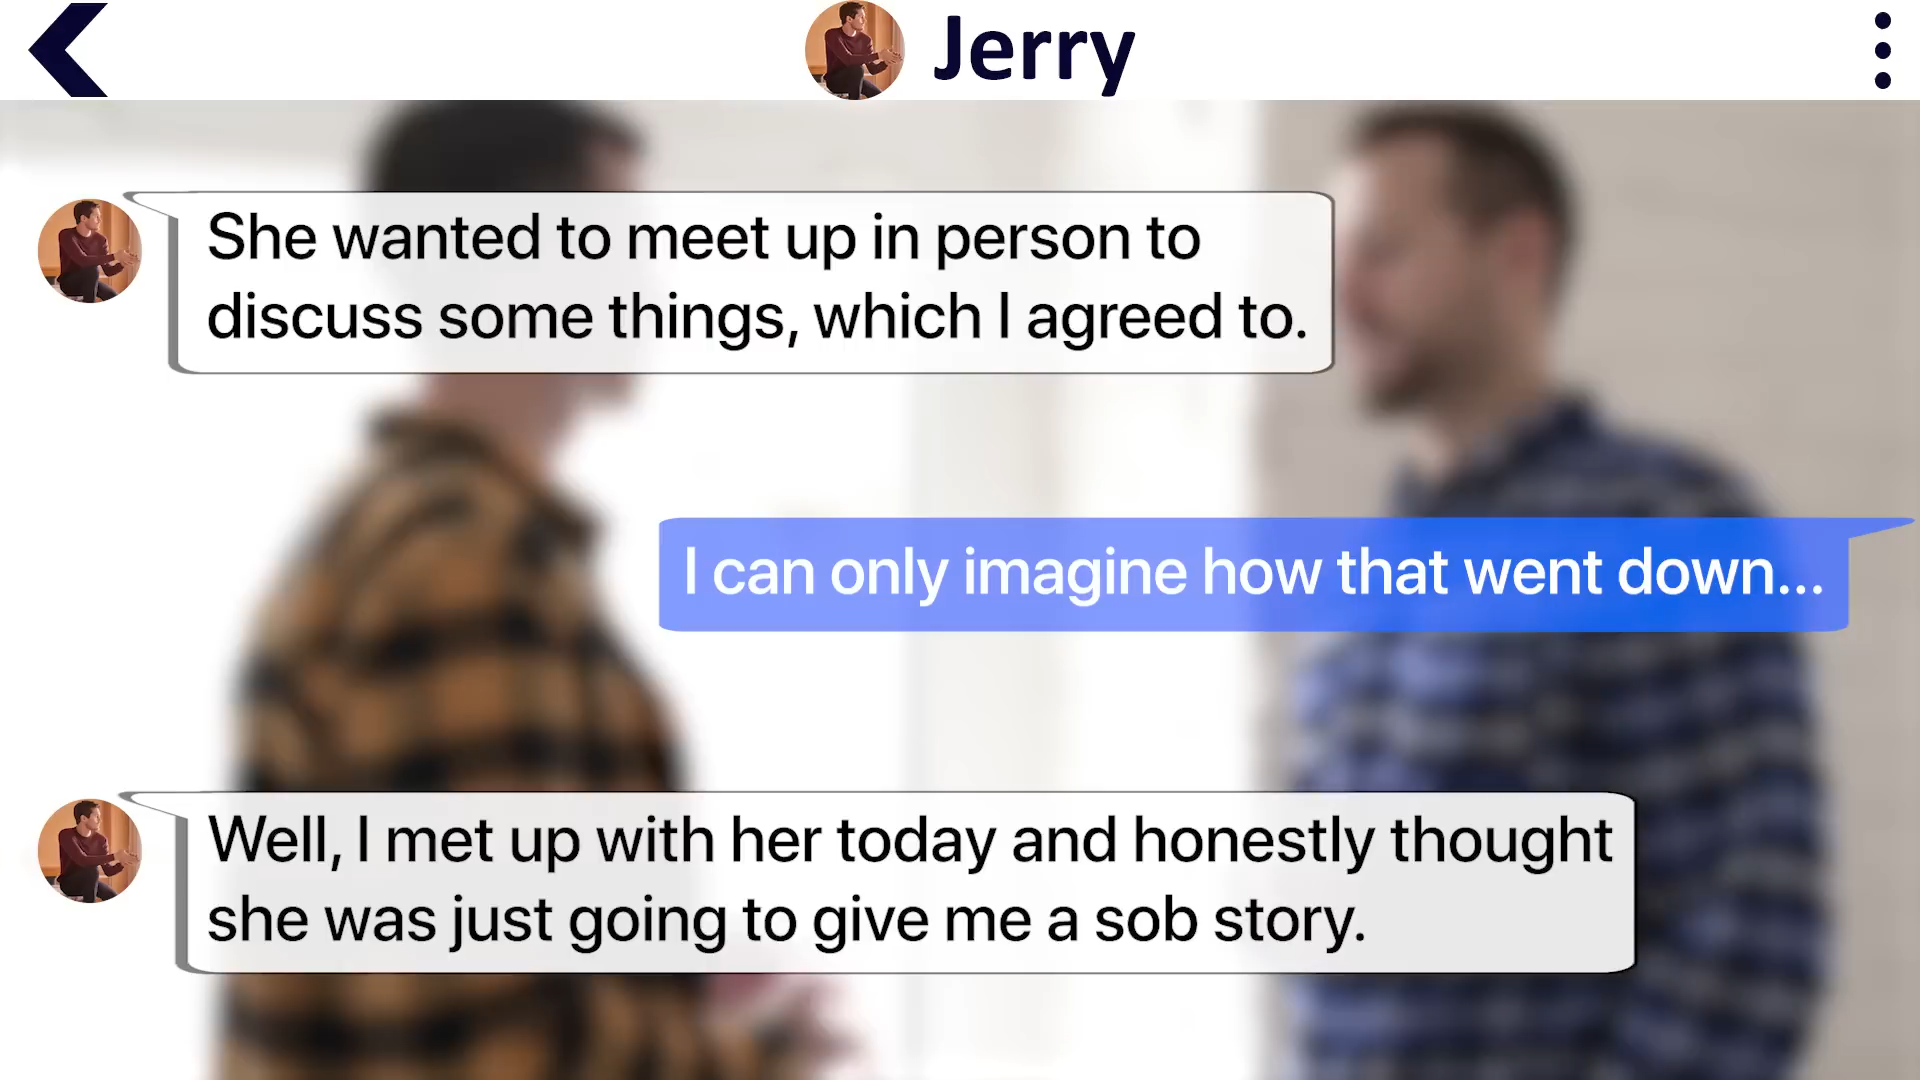 Jerry
She wanted to meet up in person to
discuss some things, which I agreed to.
I can only imagine how that went down...
Well, I met up with her today and honestly thought
she was just going to give me a sob story.